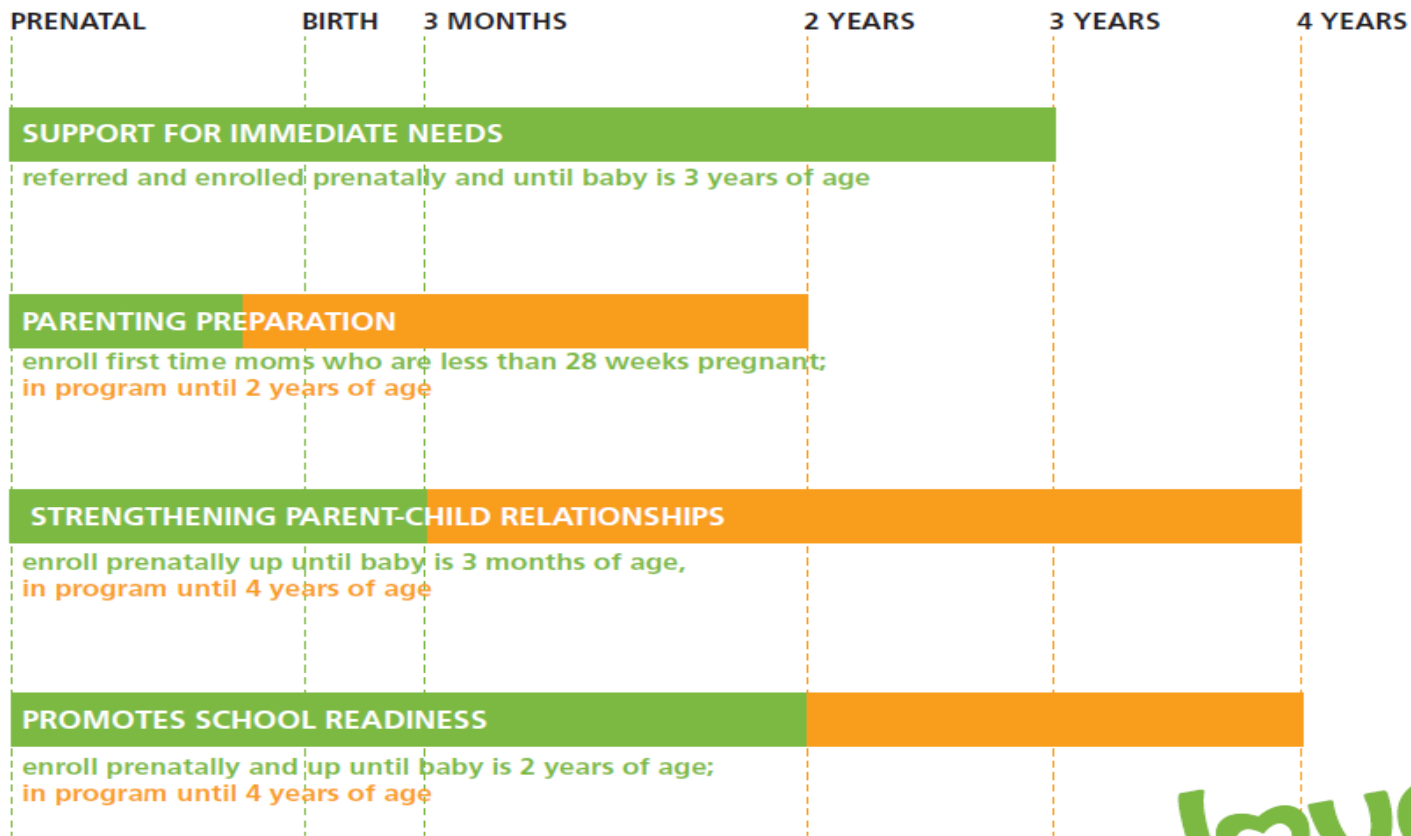 PRENATAL BIRTH 3 MONTHS 2 YEARS 3 YEARS 4 YEARS
SUPPORT FOR IMMEDIATE NEEDS
referred and enrolled prenatally and until baby is 3 years of age
PARENTING PREPARATION
enroll first time moms who are less than 28 weeks pregnant;
in program until 2 years of age
STRENGTHENING PARENT-CHILD RELATIONSHIPS
enroll prenatally up until baby is 3 months of age,
in program until 4 years of age
PROMOTES SCHOOL READINESS
enroll prenatally and up until baby is 2 years of age;
in program until 4 years of age